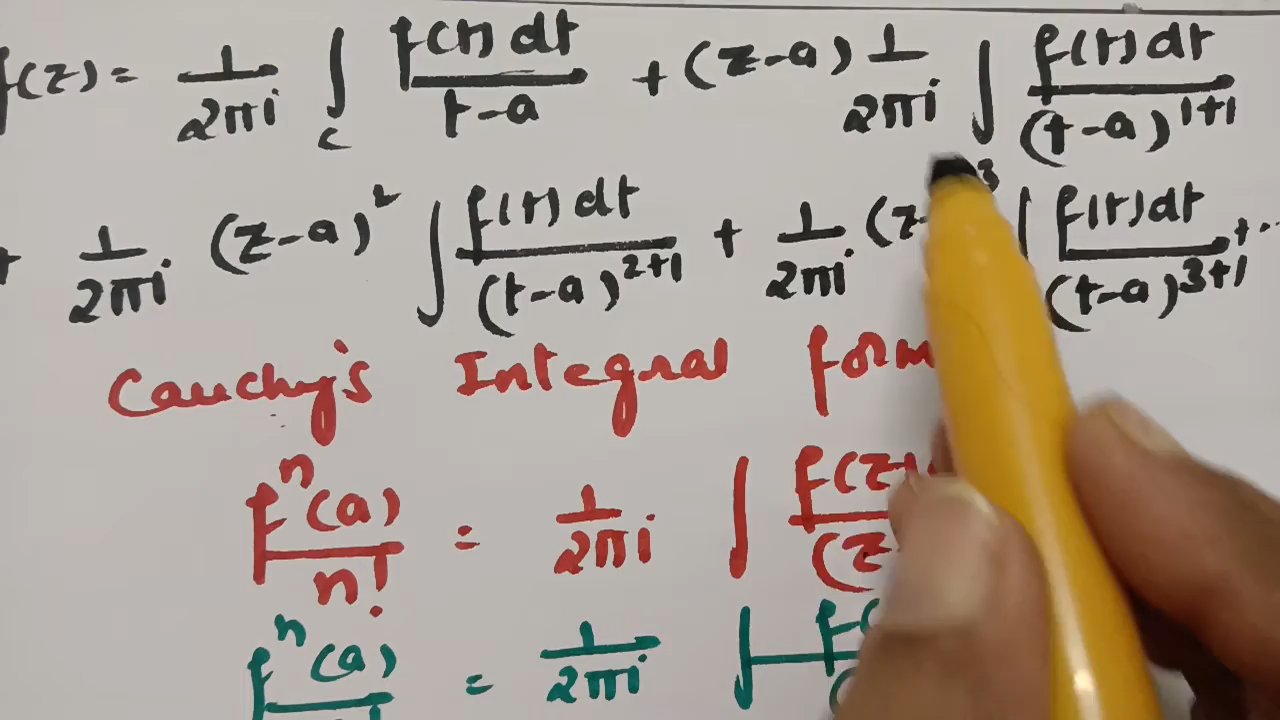 f(z) = 1/2πi ∫_c f(t) dt / t-a + (z-a) 1/2πi ∫ f(t) dt / (t-a)^1+1
+ 1/2πi (z-a)^2 ∫ f(t) dt / (t-a)^2+1 + 1/2πi (z 3 ∫ f(t) dt / (t-a)^3+1 + ...
Cauchy's Integral form
f^n(a) / n! = 1/2πi ∫ f(z) / (z
f^n(a) = 1/2πi ∫ f(